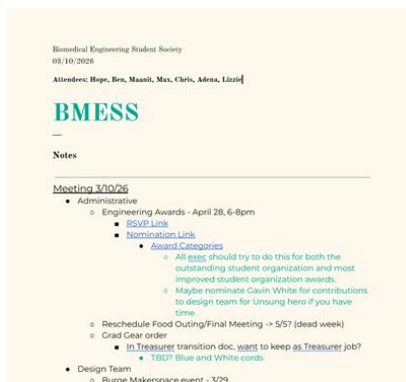 Biomedical Engineering Student Society
03/10/2026
Attendees: Hope, Ben, Maanit, Max, Chris, Adena, Lizzie
BMESS
Notes
Meeting 3/10/26
Administrative
Engineering Awards - April 28, 6-8pm
RSVP Link
Nomination Link
Award Categories
All exec should try to do this for both the
outstanding student organization and most
improved student organization awards.
Maybe nominate Gavin White for contributions
to design team for Unsung hero if you have
time
Reschedule Food Outing/Final Meeting -> 5/5? (dead week)
Grad Gear order
In Treasurer transition doc, want to keep as Treasurer job?
TBD? Blue and White cords
Design Team
Burge Makerspace event - 3/29